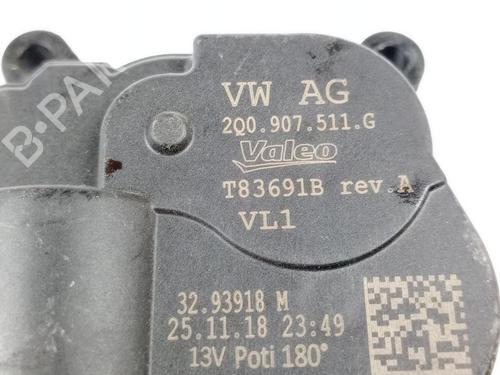 VW AG
2Q0.907.511.G
Valeo
T83691B rev.A
VL1
32.93918 M
25.11.18 23:49
13V Poti 180°
B-PARTS